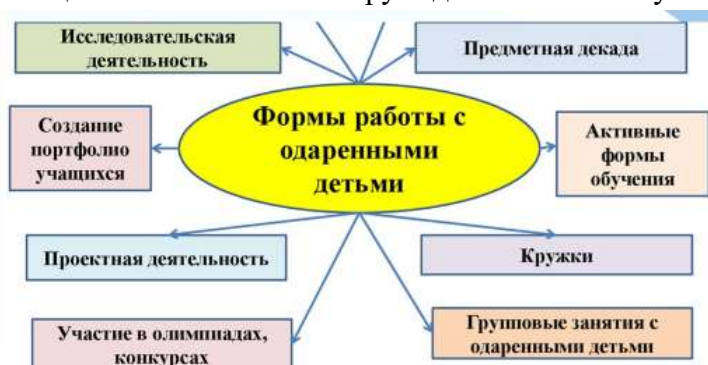 Исследовательская
деятельность
Предметная декада
Формы работы с
одаренными
детьми
Создание
портфолио
учащихся
Активные
формы
обучения
Проектная деятельность
Кружки
Участие в олимпиадах,
конкурсах
Групповые занятия с
одаренными детьми